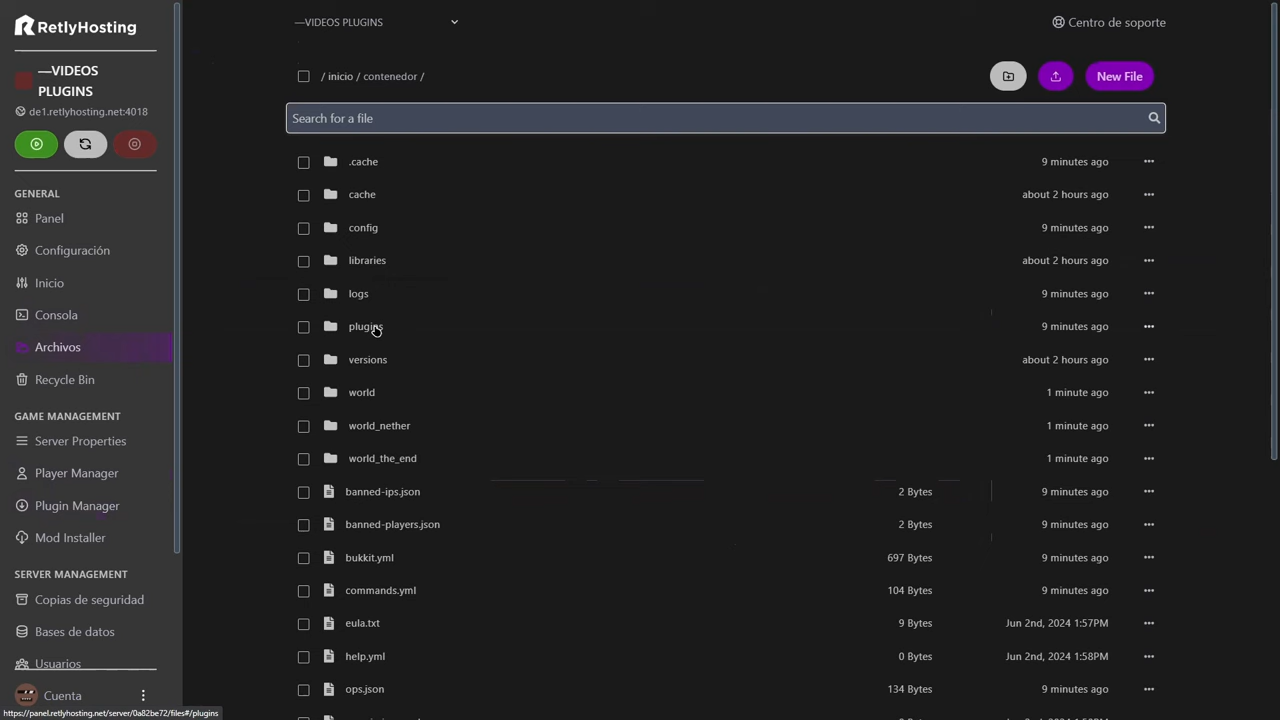 RetlyHosting
—VIDEOS PLUGINS
de1.retlyhosting.net:4018
GENERAL
Panel
Configuración
Inicio
Consola
Archivos
Recycle Bin
GAME MANAGEMENT
Server Properties
Player Manager
Plugin Manager
Mod Installer
SERVER MANAGEMENT
Copias de seguridad
Bases de datos
Usuarios
Cuenta
https://panel.retlyhosting.net/server/0a82be72/files#/plugins
—VIDEOS PLUGINS
Centro de soporte
/ inicio / contenedor /
New File
Search for a file
.cache 9 minutes ago
cache about 2 hours ago
config 9 minutes ago
libraries about 2 hours ago
logs 9 minutes ago
plugins 9 minutes ago
versions about 2 hours ago
world 1 minute ago
world_nether 1 minute ago
world_the_end 1 minute ago
banned-ips.json 2 Bytes 9 minutes ago
banned-players.json 2 Bytes 9 minutes ago
bukkit.yml 697 Bytes 9 minutes ago
commands.yml 104 Bytes 9 minutes ago
eula.txt 9 Bytes Jun 2nd, 2024 1:57PM
help.yml 0 Bytes Jun 2nd, 2024 1:58PM
ops.json 134 Bytes 9 minutes ago